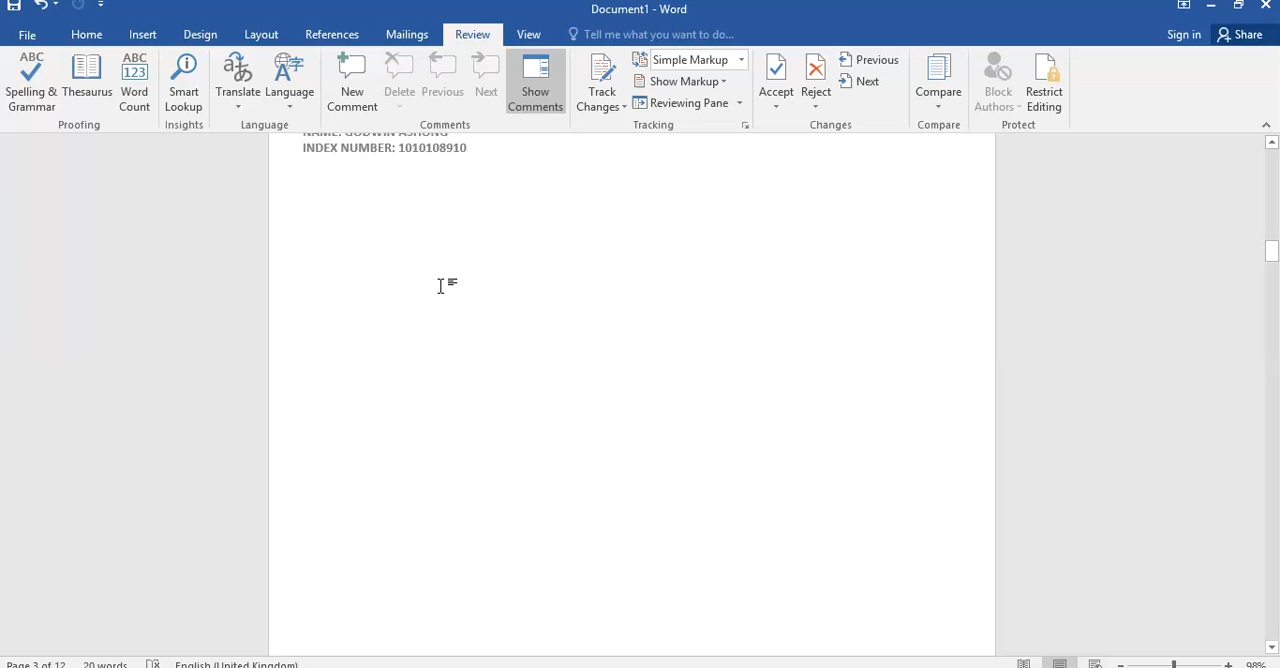 Document1 - Word
File Home Insert Design Layout References Mailings Review View Tell me what you want to do... Sign in Share
ABC Spelling & Grammar
Thesaurus
ABC 123 Word Count
Proofing
Smart Lookup
Insights
Translate
Language
Language
New Comment
Delete
Previous
Next
Show Comments
Comments
Track Changes
Simple Markup
Show Markup
Reviewing Pane
Tracking
Accept
Reject
Previous
Next
Changes
Compare
Compare
Block Authors
Restrict Editing
Protect
NAME: GODWIN ASHONG
INDEX NUMBER: 1010108910
Page 3 of 12 20 words English (United Kingdom) 98%